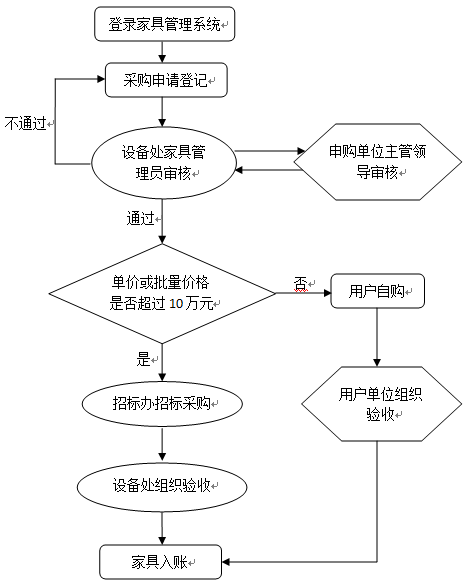 登录家具管理系统
采购申请登记
不通过
设备处家具管
理员审核
申购单位主管领
导审核
通过
单价或批量价格
是否超过10万元
否
用户自购
是
招标办招标采购
用户单位组织
验收
设备处组织验收
家具入账